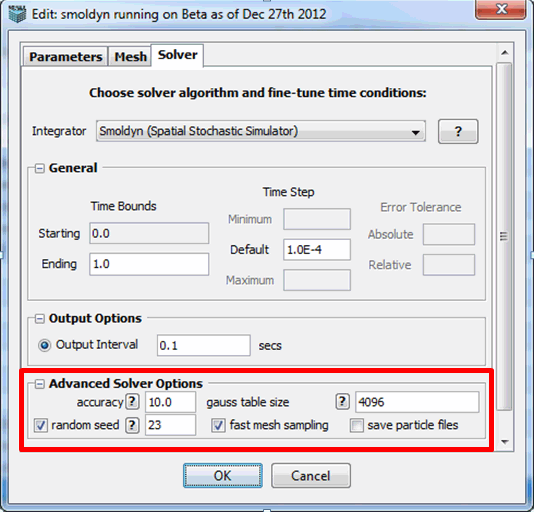 Edit: smoldyn running on Beta as of Dec 27th 2012
Parameters Mesh Solver
Choose solver algorithm and fine-tune time conditions:
Integrator Smoldyn (Spatial Stochastic Simulator) ?
General
Time Bounds Time Step Error Tolerance
Starting 0.0 Minimum Absolute
Default 1.0E-4
Ending 1.0 Maximum Relative
Output Options
Output Interval 0.1 secs
Advanced Solver Options
accuracy ? 10.0 gauss table size ? 4096
random seed ? 23 fast mesh sampling save particle files
OK Cancel